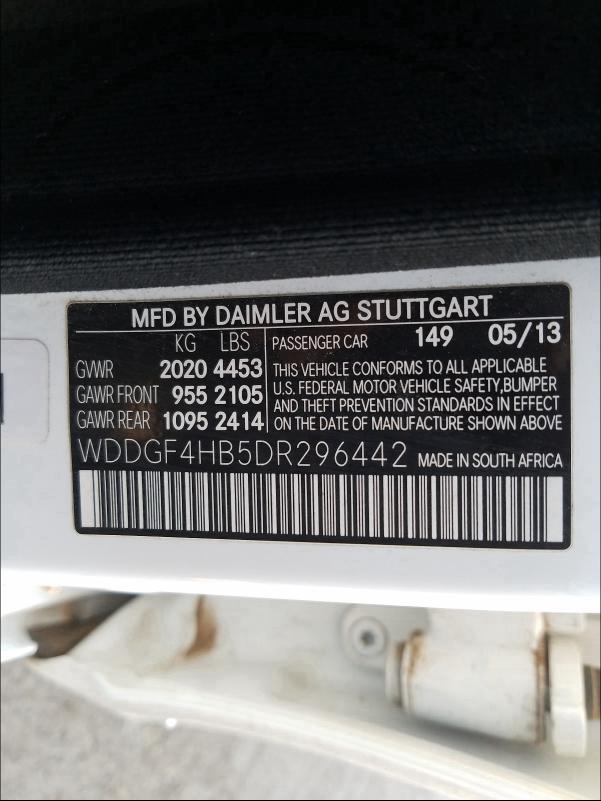 MFD BY DAIMLER AG STUTTGART
KG LBS PASSENGER CAR 149 05/13
GVWR 2020 4453 THIS VEHICLE CONFORMS TO ALL APPLICABLE
GAWR FRONT 955 2105 U.S. FEDERAL MOTOR VEHICLE SAFETY,BUMPER
AND THEFT PREVENTION STANDARDS IN EFFECT
GAWR REAR 1095 2414 ON THE DATE OF MANUFACTURE SHOWN ABOVE
WDDGF4HB5DR296442 MADE IN SOUTH AFRICA